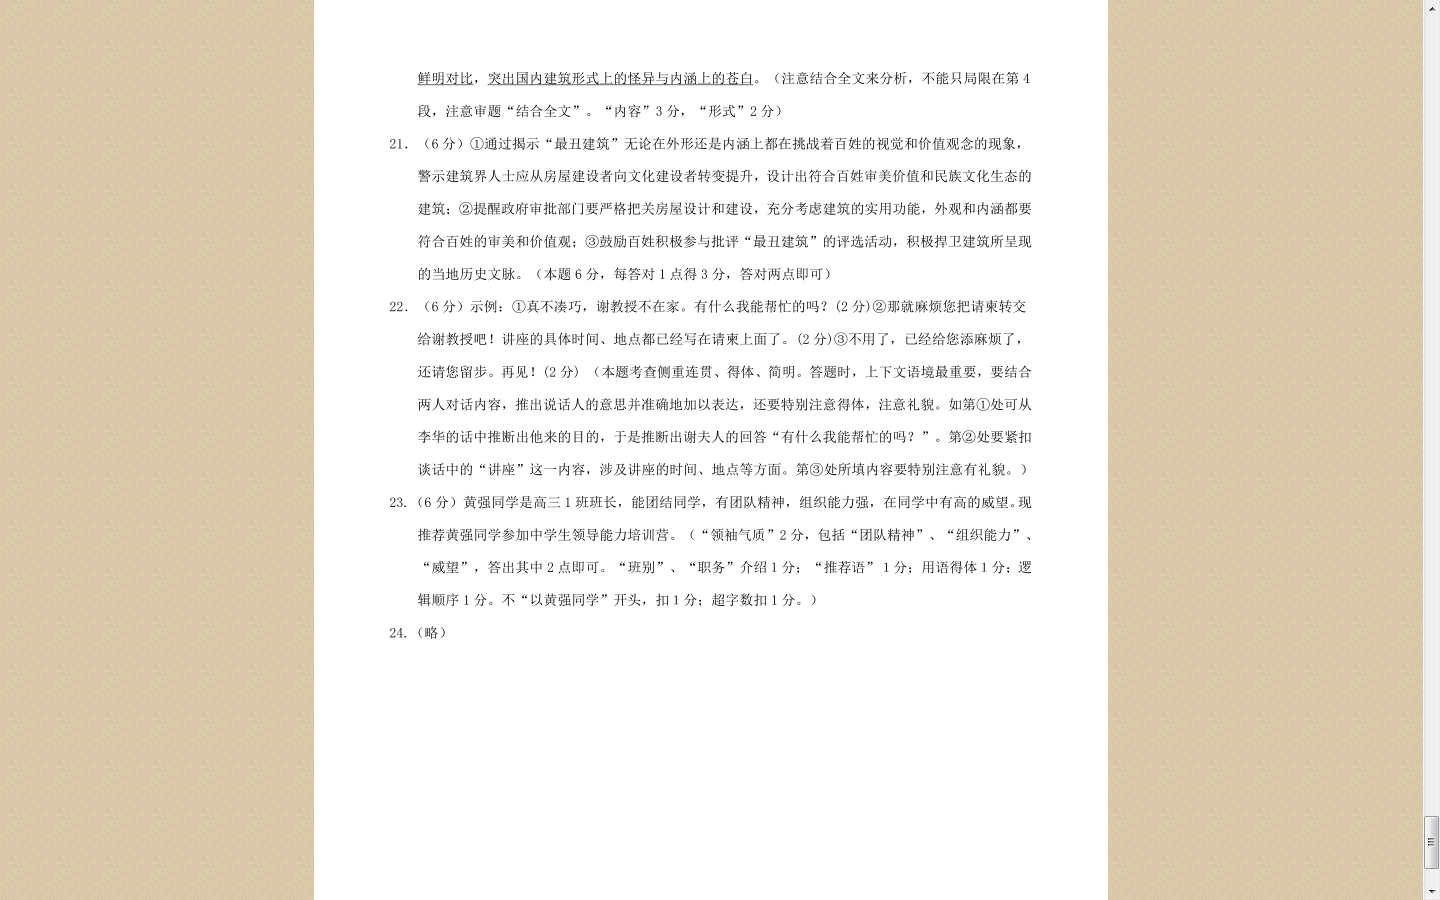 鲜明对比，突出国内建筑形式上的怪异与内涵上的苍白。（注意结合全文来分析，不能只局限在第 4
段，注意审题“结合全文”。“内容”3 分，“形式”2 分）
21．（6 分）①通过揭示“最丑建筑”无论在外形还是内涵上都在挑战着百姓的视觉和价值观念的现象，
警示建筑界人士应从房屋建设者向文化建设者转变提升，设计出符合百姓审美价值和民族文化生态的
建筑；②提醒政府审批部门要严格把关房屋设计和建设，充分考虑建筑的实用功能，外观和内涵都要
符合百姓的审美和价值观；③鼓励百姓积极参与批评“最丑建筑”的评选活动，积极捍卫建筑所呈现
的当地历史文脉。（本题 6 分，每答对 1 点得 3 分，答对两点即可）
22．（6 分）示例：①真不凑巧，谢教授不在家。有什么我能帮忙的吗？(2 分)②那就麻烦您把请柬转交
给谢教授吧！讲座的具体时间、地点都已经写在请柬上面了。(2 分)③不用了，已经给您添麻烦了，
还请您留步。再见！(2 分) （本题考查侧重连贯、得体、简明。答题时，上下文语境最重要，要结合
两人对话内容，推出说话人的意思并准确地加以表达，还要特别注意得体，注意礼貌。如第①处可从
李华的话中推断出他来的目的，于是推断出谢夫人的回答“有什么我能帮忙的吗？”。第②处要紧扣
谈话中的“讲座”这一内容，涉及讲座的时间、地点等方面。第③处所填内容要特别注意有礼貌。）
23.（6 分）黄强同学是高三 1 班班长，能团结同学，有团队精神，组织能力强，在同学中有高的威望。现
推荐黄强同学参加中学生领导能力培训营。（“领袖气质”2 分，包括“团队精神”、“组织能力”、
“威望”，答出其中 2 点即可。“班别”、“职务”介绍 1 分；“推荐语” 1 分；用语得体 1 分；逻
辑顺序 1 分。不“以黄强同学”开头，扣 1 分；超字数扣 1 分。）
24.（略）